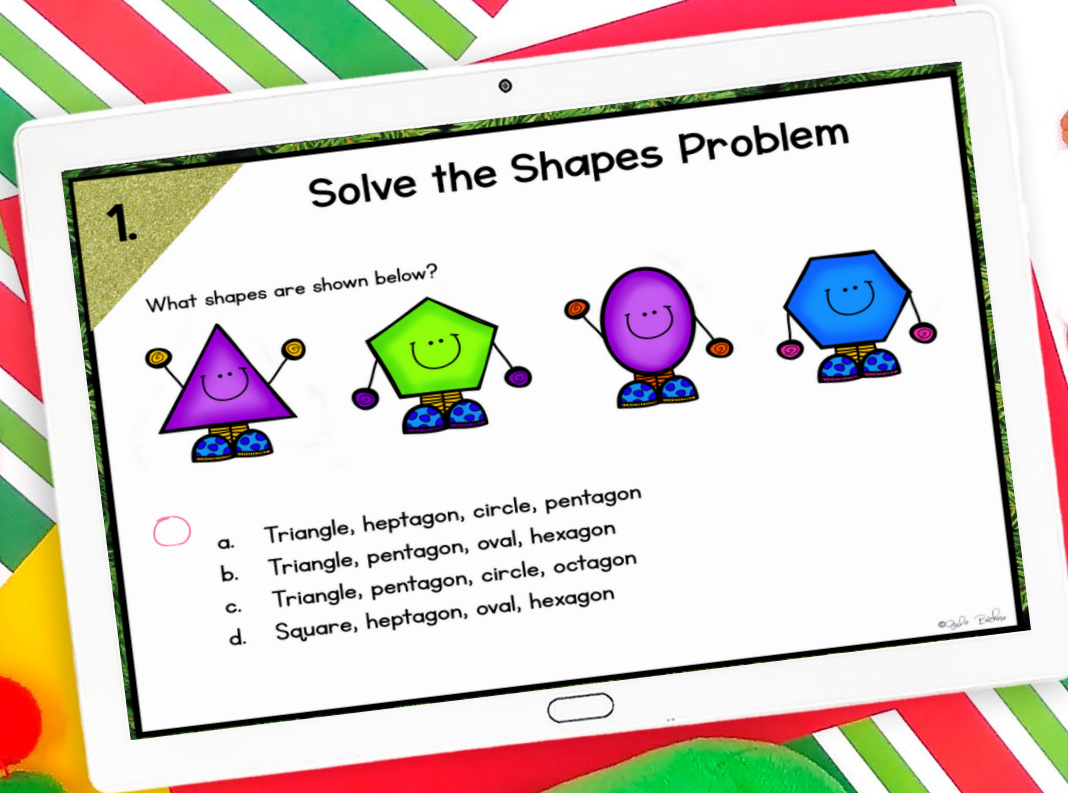 1.
Solve the Shapes Problem
What shapes are shown below?
a. Triangle, heptagon, circle, pentagon
b. Triangle, pentagon, oval, hexagon
c. Triangle, pentagon, circle, octagon
d. Square, heptagon, oval, hexagon